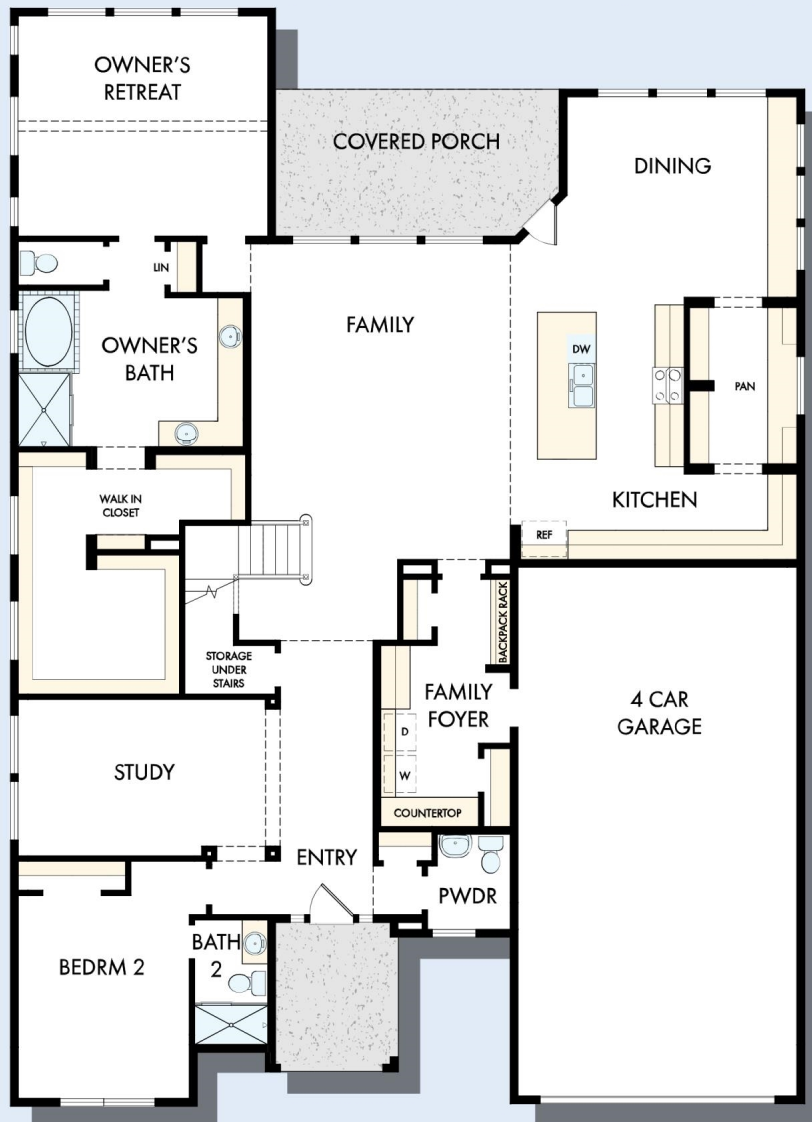 OWNER'S
RETREAT
COVERED PORCH
DINING
LIN
FAMILY
OWNER'S
BATH
DW
PAN
WALK IN
CLOSET
KITCHEN
REF
BACKPACK RACK
STORAGE
UNDER
STAIRS
FAMILY
FOYER
4 CAR
GARAGE
D
W
STUDY
COUNTERTOP
ENTRY
PWDR
BATH
2
BEDRM 2